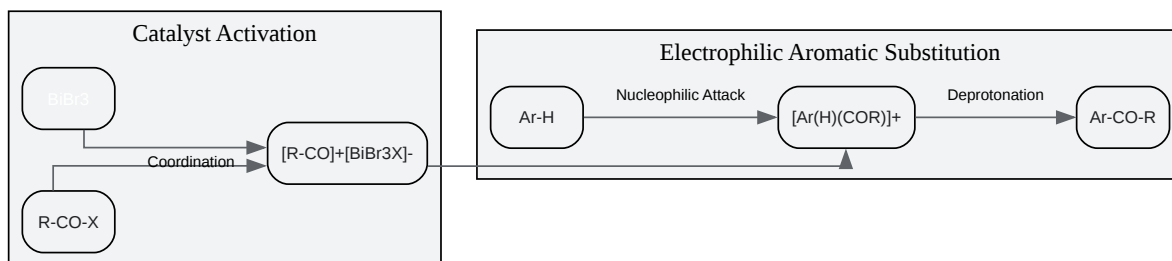 Catalyst Activation
BiBr3
Coordination
[R-CO]+[BiBr3X]-
R-CO-X
Electrophilic Aromatic Substitution
Ar-H
Nucleophilic Attack
[Ar(H)(COR)]+
Deprotonation
Ar-CO-R